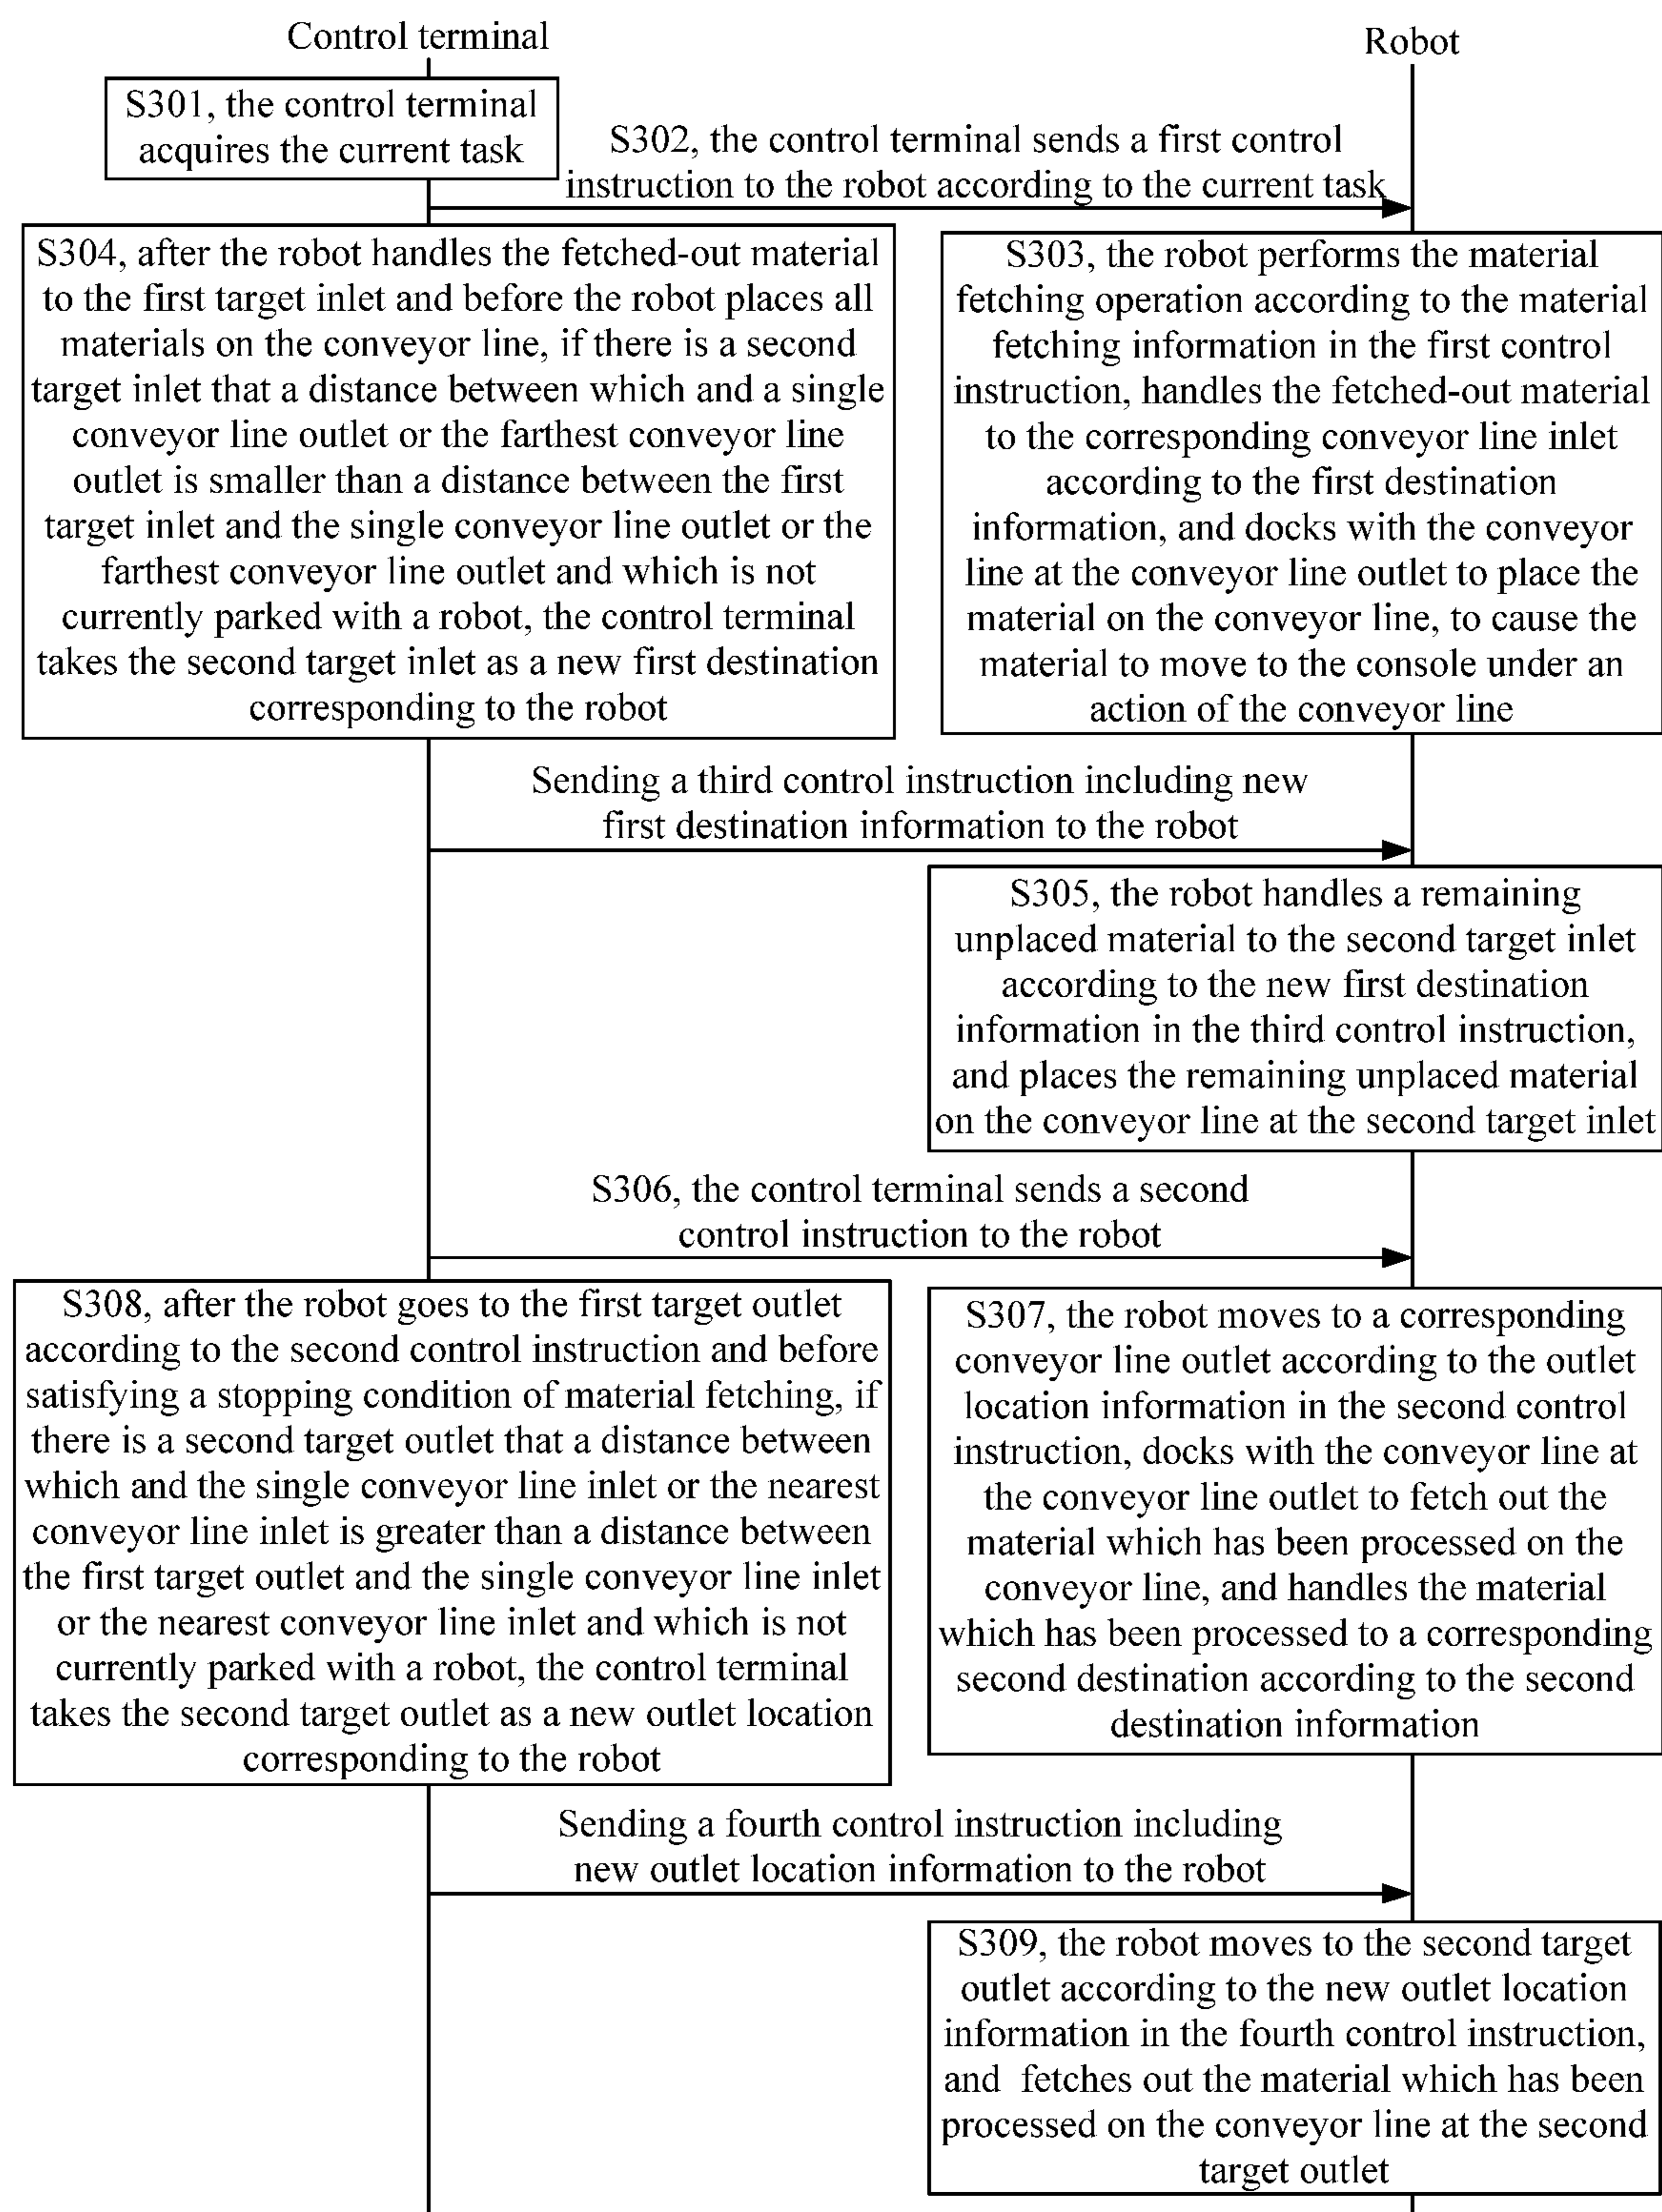 Control terminal
Robot
S301, the control terminal
acquires the current task
S302, the control terminal sends a first control
instruction to the robot according to the current task
S304, after the robot handles the fetched-out material
to the first target inlet and before the robot places all
materials on the conveyor line, if there is a second
target inlet that a distance between which and a single
conveyor line outlet or the farthest conveyor line
outlet is smaller than a distance between the first
target inlet and the single conveyor line outlet or the
farthest conveyor line outlet and which is not
currently parked with a robot, the control terminal
takes the second target inlet as a new first destination
corresponding to the robot
S303, the robot performs the material
fetching operation according to the material
fetching information in the first control
instruction, handles the fetched-out material
to the corresponding conveyor line inlet
according to the first destination
information, and docks with the conveyor
line at the conveyor line outlet to place the
material on the conveyor line, to cause the
material to move to the console under an
action of the conveyor line
Sending a third control instruction including new
first destination information to the robot
S305, the robot handles a remaining
unplaced material to the second target inlet
according to the new first destination
information in the third control instruction,
and places the remaining unplaced material
on the conveyor line at the second target inlet
S306, the control terminal sends a second
control instruction to the robot
S308, after the robot goes to the first target outlet
according to the second control instruction and before
satisfying a stopping condition of material fetching, if
there is a second target outlet that a distance between
which and the single conveyor line inlet or the nearest
conveyor line inlet is greater than a distance between
the first target outlet and the single conveyor line inlet
or the nearest conveyor line inlet and which is not
currently parked with a robot, the control terminal
takes the second target outlet as a new outlet location
corresponding to the robot
S307, the robot moves to a corresponding
conveyor line outlet according to the outlet
location information in the second control
instruction, docks with the conveyor line at
the conveyor line outlet to fetch out the
material which has been processed on the
conveyor line, and handles the material
which has been processed to a corresponding
second destination according to the second
destination information
Sending a fourth control instruction including
new outlet location information to the robot
S309, the robot moves to the second target
outlet according to the new outlet location
information in the fourth control instruction,
and fetches out the material which has been
processed on the conveyor line at the second
target outlet